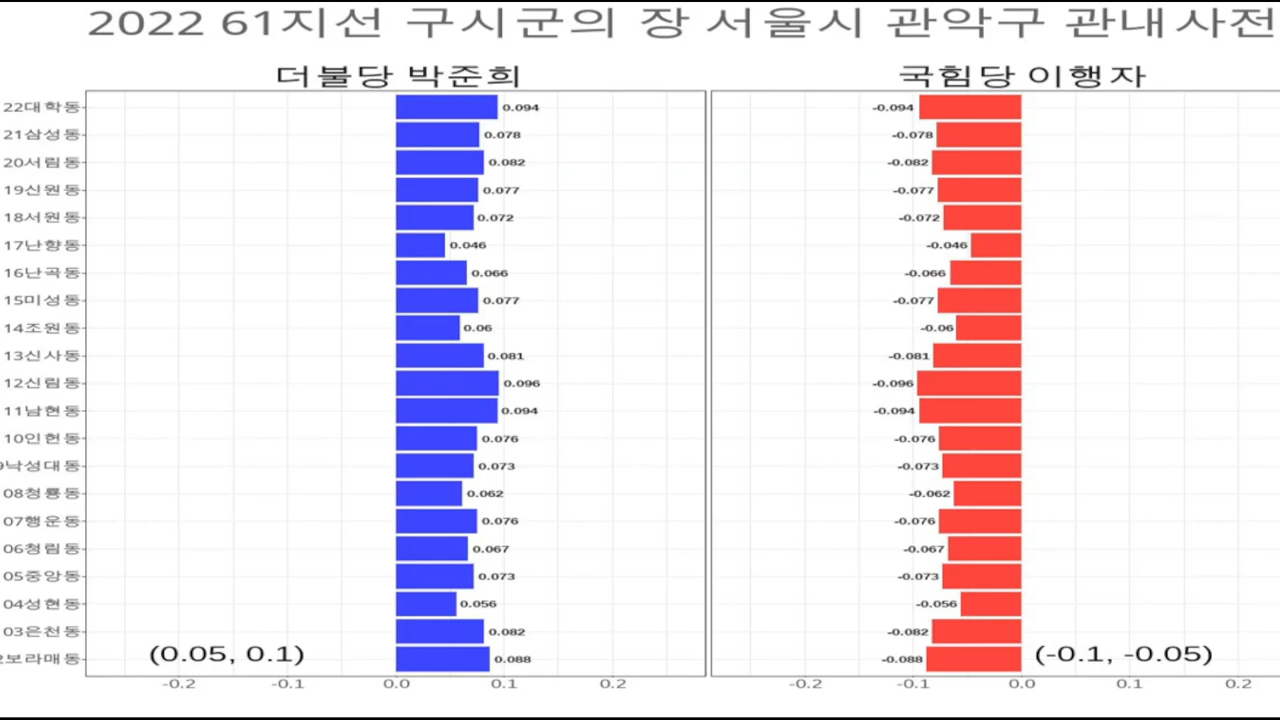 2022 61지선 구시군의 장 서울시 관악구 관내사전
더불당 박준희
국힘당 이행자
22대학동 0.094 -0.094
21삼성동 0.078 -0.078
20서림동 0.082 -0.082
19신원동 0.077 -0.077
18서원동 0.072 -0.072
17난향동 0.046 -0.046
16난곡동 0.066 -0.066
15미성동 0.077 -0.077
14조원동 0.06 -0.06
13신사동 0.081 -0.081
12신림동 0.096 -0.096
11남현동 0.094 -0.094
10인헌동 0.076 -0.076
9낙성대동 0.073 -0.073
08청룡동 0.062 -0.062
07행운동 0.076 -0.076
06청림동 0.067 -0.067
05중앙동 0.073 -0.073
04성현동 0.056 -0.056
03은천동 0.082 -0.082
2보라매동 0.088 -0.088
(0.05, 0.1) (-0.1, -0.05)
-0.2 -0.1 0.0 0.1 0.2 -0.2 -0.1 0.0 0.1 0.2